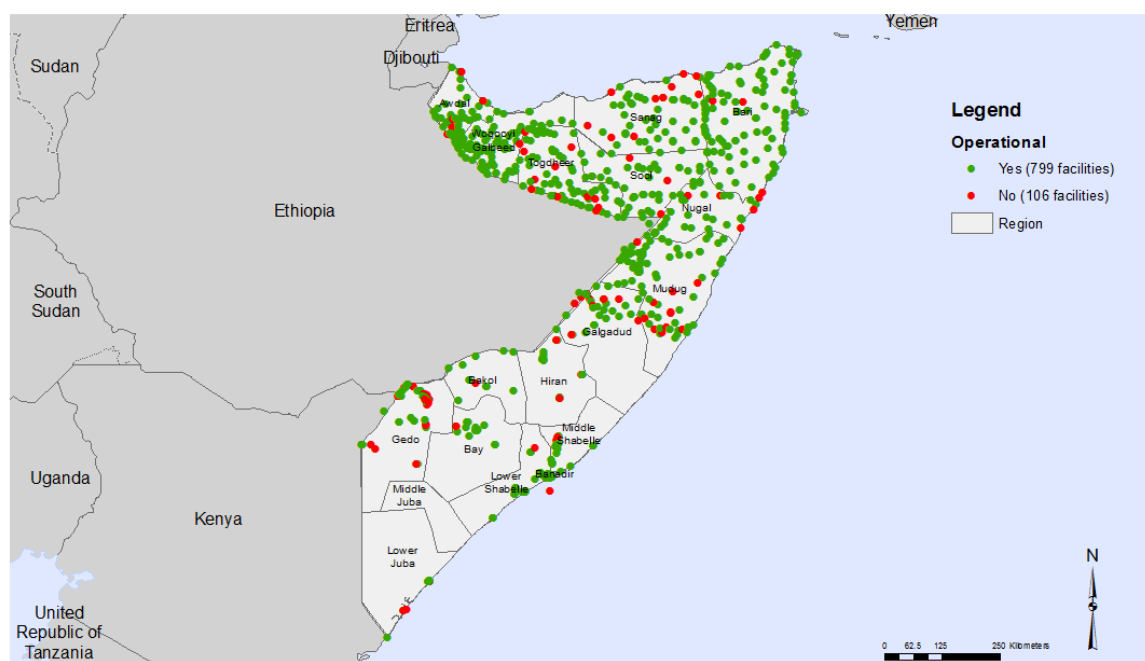 Eritrea
Yemen
Djibouti
Sudan
Awdal
Sanag
Bari
Wogooyi
Galbeed
Togdheer
Sool
Ethiopia
Nugal
South
Sudan
Mudug
Galgadud
Bakol
Hiran
Gedo
Middle
Shabelle
Bay
Uganda
Lower
Shabelle
Banadir
Middle
Juba
Kenya
Lower
Juba
United
Republic of
Tanzania
Legend
Operational
Yes (799 facilities)
No (106 facilities)
Region
N
0 62.5 125 250 Kilometers